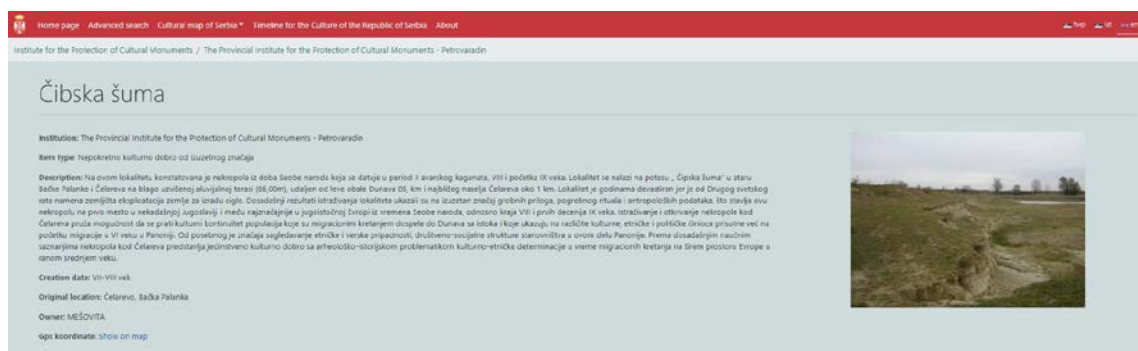 Home page Advanced search Cultural map of Serbia Timeline for the Culture of the Republic of Serbia About
Institute for the Protection of Cultural Monuments / The Provincial Institute for the Protection of Cultural Monuments - Petrovaradin
Čibska šuma
Institution: The Provincial Institute for the Protection of Cultural Monuments - Petrovaradin
Item type: Nepokretno kulturno dobro od izuzetnog značaja
Description: Na ovom lokalitetu konstatovana je nekropola iz doba Seobe naroda koja se datuje u period II avarskog kaganata, VIII i početka IX veka. Lokalitet se nalazi na potesu „ Čipska šuma" u ataru
Bačke Palanke i Čelareva na blago uzvišenoj aluvijalnoj terasi (86,00m), udaljen od leve obale Dunava 06, km i najbližeg naselja Čelareva oko 1 km. Lokalitet je godinama devastiran jer je od Drugog svetskog
rata namena zemljišta eksploatacija zemlje za izradu cigle. Dosadašnji rezultati istraživanja lokaliteta ukazali su na izuzetan značaj grobnih priloga, pogrebnog rituala i antropoloških podataka, što stavlja ovu
nekropolu na prvo mesto u nekadašnjoj Jugoslaviji i među najznačajnije u jugoistočnoj Evropi iz vremena Seobe naroda, odnosno kraja VIII i prvih decenija IX veka. Istraživanje i otkrivanje nekropole kod
Čelareva pruža mogućnost da se prati kulturni kontinuitet populacija koje su migracionim kretanjem dospele do Dunava sa istoka i koje ukazuju na različite kulturne, etničke i političke činioce prisutne već na
početku migracije u VI veku u Panoniji. Od posebnog je značaja sagledavanje etničke i verske pripadnosti, društveno-socijalne strukture stanovništva u ovom delu Panonije. Prema dosadašnjim naučnim
saznanjima nekropola kod Čelareva predstavlja jedinstveno kulturno dobro sa arheološko-istorijskom problematikom kulturno-etničke determinacije u vreme migracionih kretanja na širem prostoru Evrope u
ranom srednjem veku.
Creation date: VII-VIII vek
Original location: Čelarevo, Bačka Palanka
Owner: MEŠOVITA
Gps koordinate: Show on map